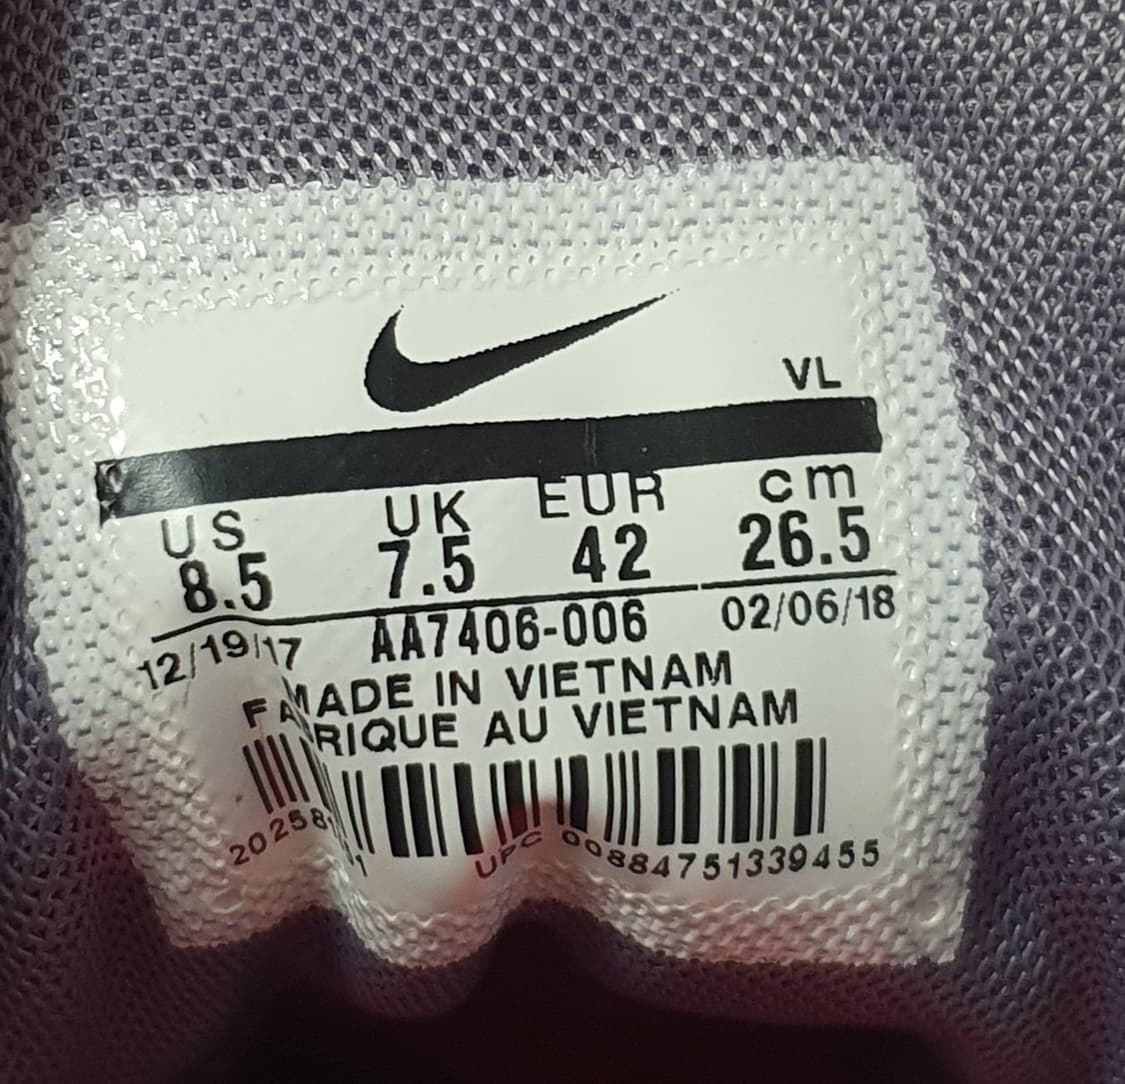 VL
US UK EUR cm
8.5 7.5 42 26.5
12/19/17 AA7406-006 02/06/18
MADE IN VIETNAM
RIQUE AU VIETNAM
UPC 00884751339455